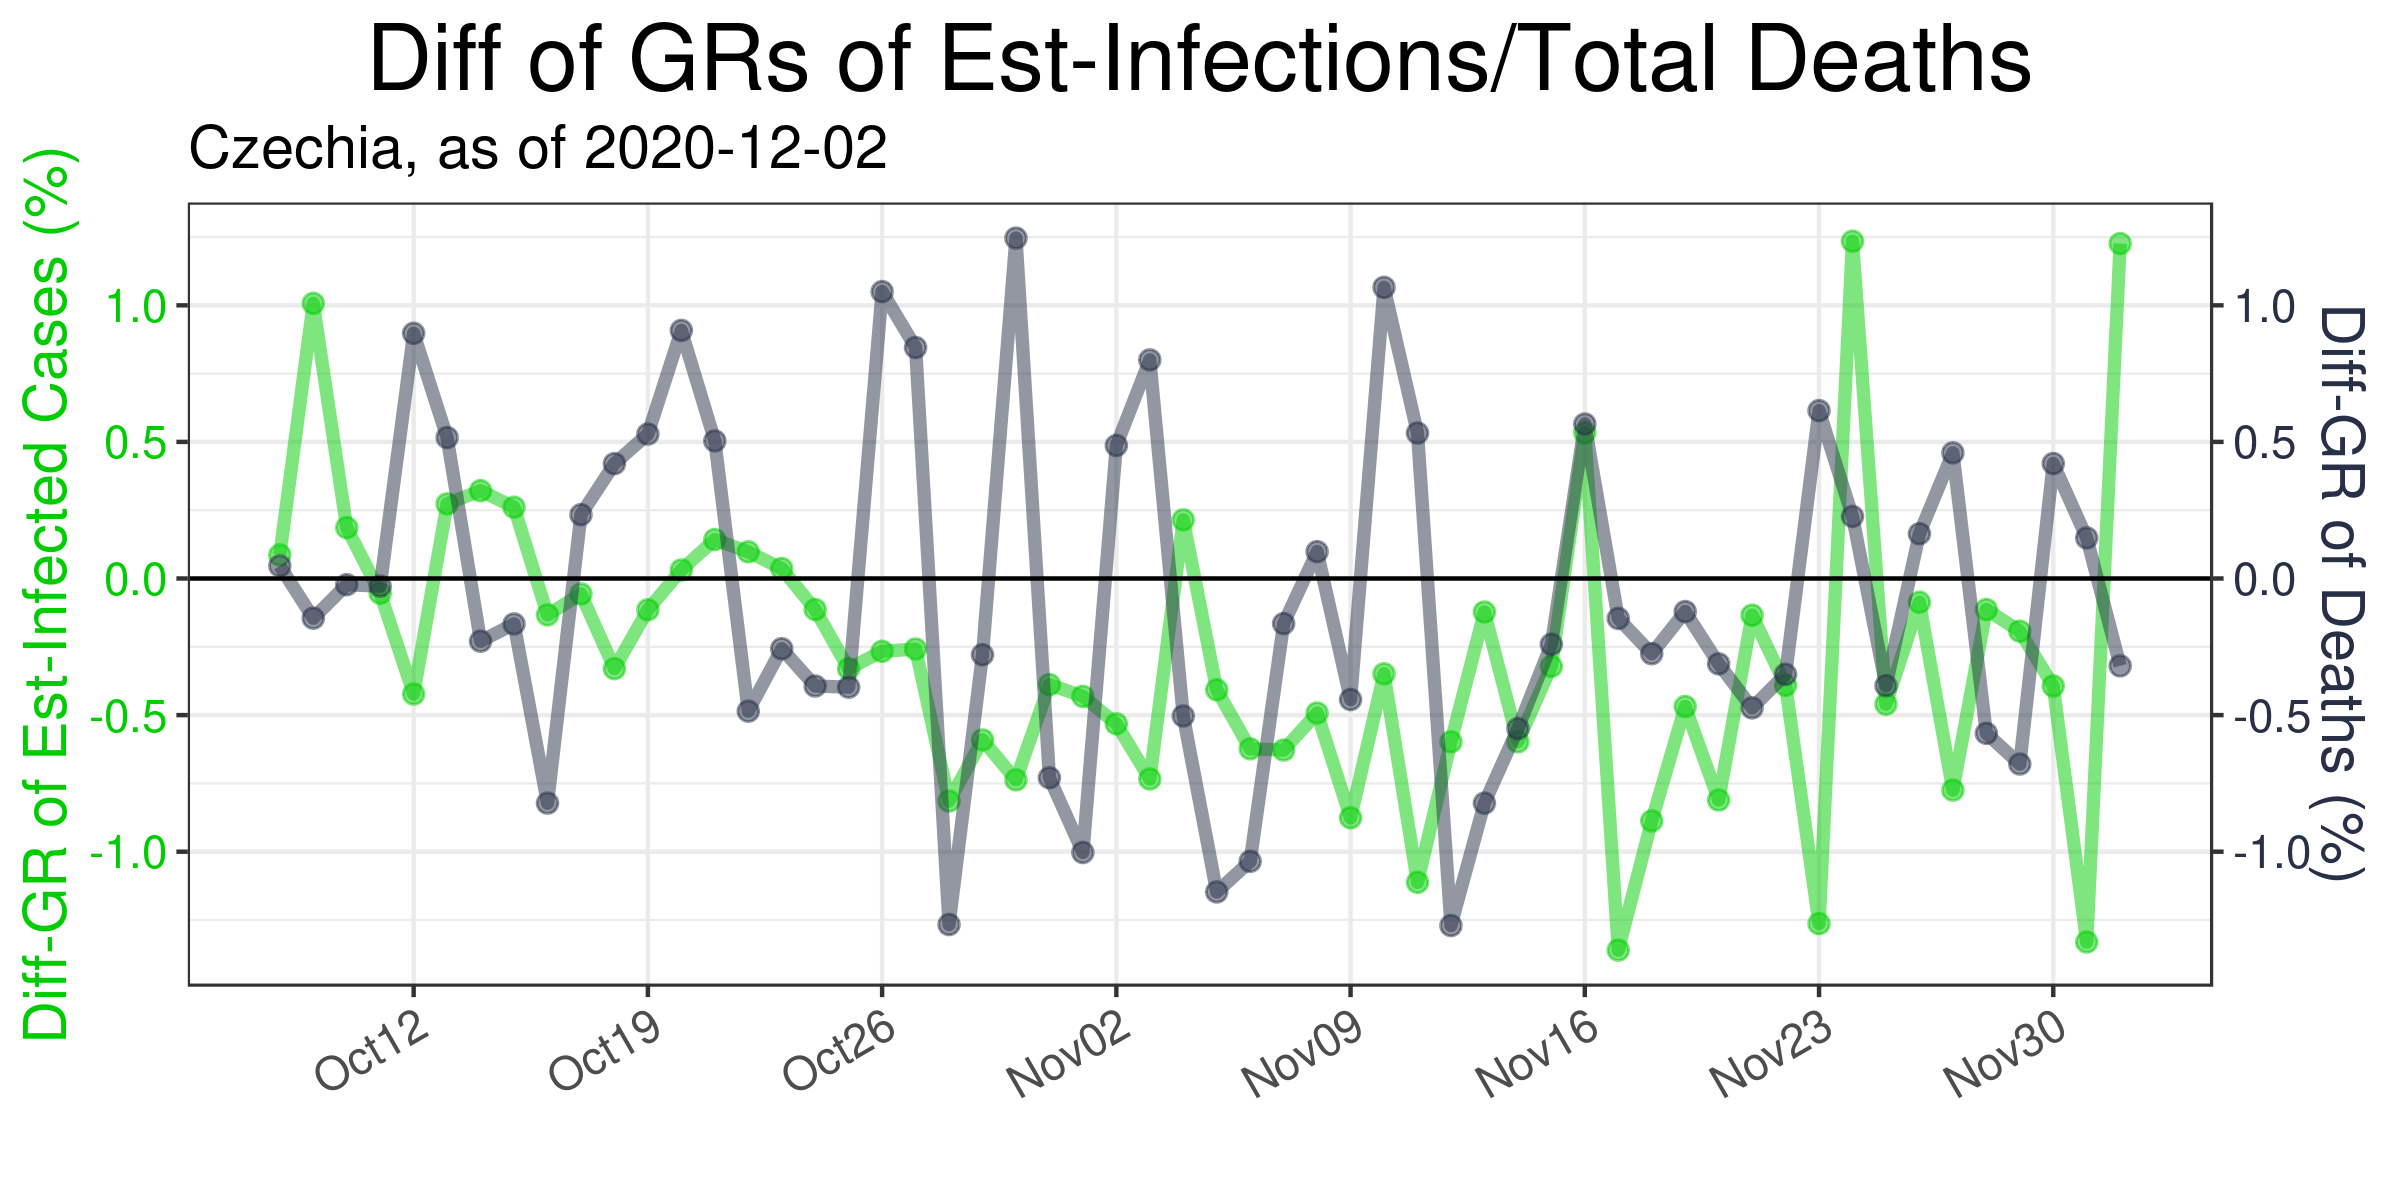 Diff of GRs of Est-Infections/Total Deaths
Czechia, as of 2020-12-02
Diff-GR of Est-Infected Cases (%)
1.0
0.5
0.0
-0.5
-1.0
1.0
0.5
0.0
-0.5
-1.0
Diff-GR of Deaths (%)
Oct12
Oct19
Oct26
Nov02
Nov09
Nov16
Nov23
Nov30